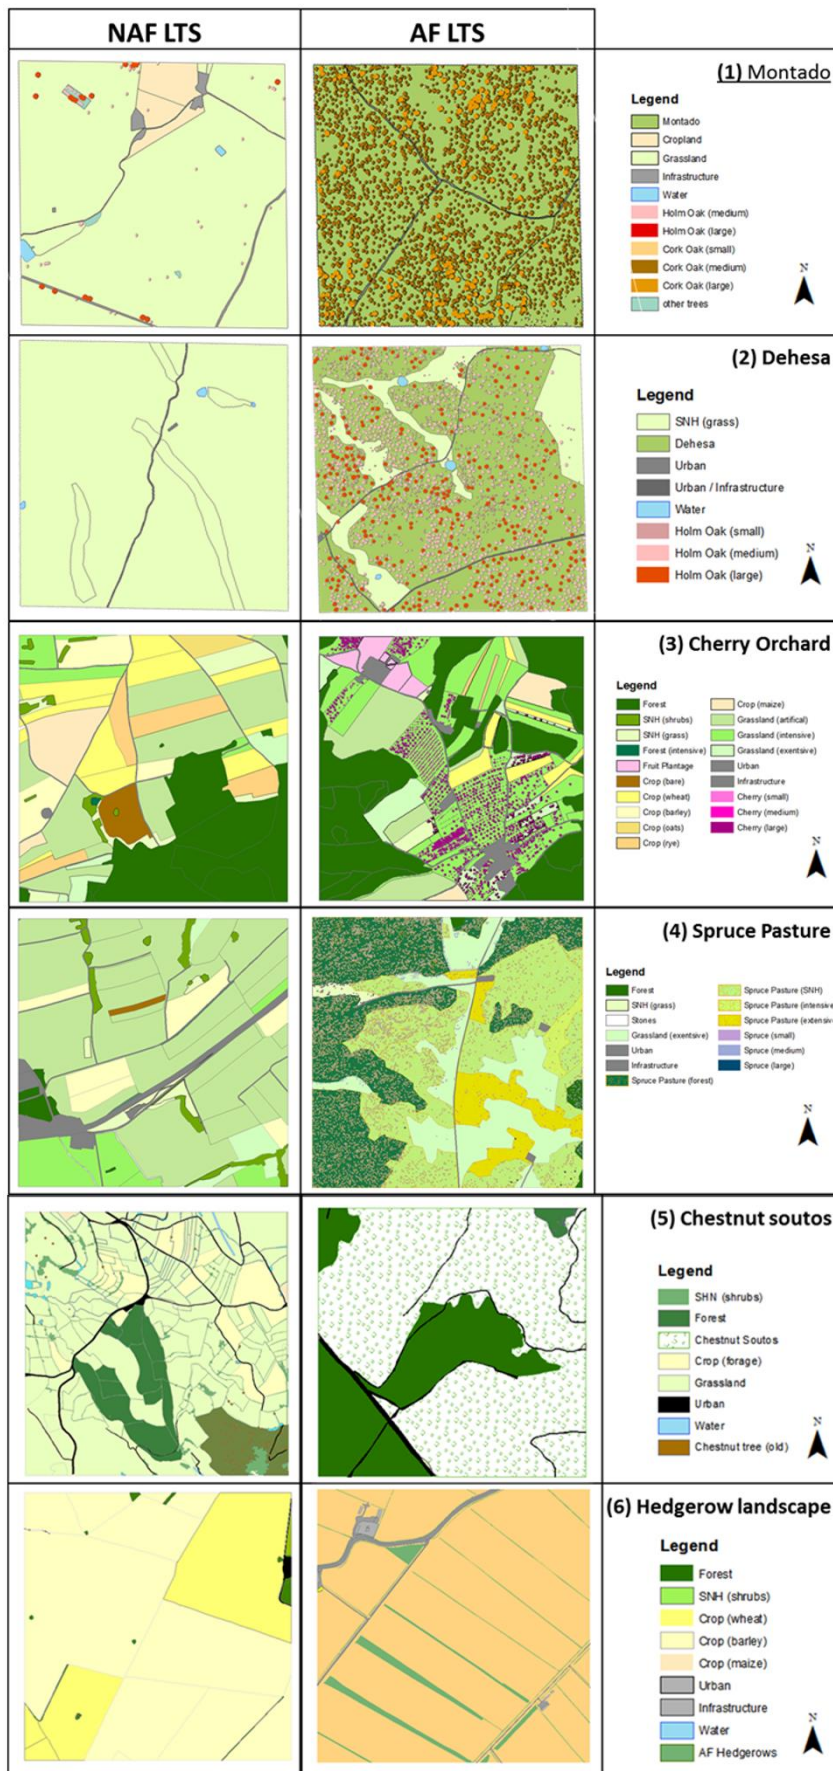 NAF LTS
AF LTS
(1) Montado
Legend
Montado
Cropland
Grassland
Infrastructure
Water
Holm Oak (medium)
Holm Oak (large)
Cork Oak (small)
Cork Oak (medium)
Cork Oak (large)
other trees
N
(2) Dehesa
Legend
SNH (grass)
Dehesa
Urban
Urban / Infrastructure
Water
Holm Oak (small)
Holm Oak (medium)
Holm Oak (large)
N
(3) Cherry Orchard
Legend
Forest
SNH (shrubs)
SNH (grass)
Forest (intensive)
Fruit Plantage
Crop (bare)
Crop (wheat)
Crop (barley)
Crop (oats)
Crop (rye)
Crop (maize)
Grassland (artifical)
Grassland (intensive)
Grassland (exentsive)
Urban
Infrastructure
Cherry (small)
Cherry (medium)
Cherry (large)
N
(4) Spruce Pasture
Legend
Forest
SNH (grass)
Stones
Grassland (exentsive)
Urban
Infrastructure
Spruce Pasture (forest)
Spruce Pasture (SNH)
Spruce Pasture (intensive
Spruce Pasture (extensive
Spruce (small)
Spruce (medium)
Spruce (large)
N
(5) Chestnut soutos
Legend
SHN (shrubs)
Forest
Chestnut Soutos
Crop (forage)
Grassland
Urban
Water
Chestnut tree (old)
N
(6) Hedgerow landscape
Legend
Forest
SNH (shrubs)
Crop (wheat)
Crop (barley)
Crop (maize)
Urban
Infrastructure
Water
AF Hedgerows
N